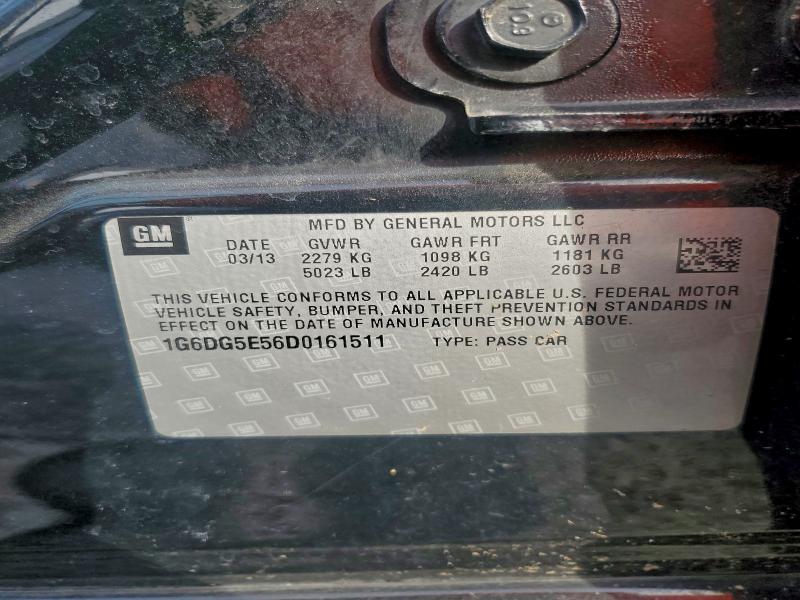 10.9
GM
MFD BY GENERAL MOTORS LLC
DATE GVWR GAWR FRT GAWR RR
03/13 2279 KG 1098 KG 1181 KG
5023 LB 2420 LB 2603 LB
THIS VEHICLE CONFORMS TO ALL APPLICABLE U.S. FEDERAL MOTOR
VEHICLE SAFETY, BUMPER, AND THEFT PREVENTION STANDARDS IN
EFFECT ON THE DATE OF MANUFACTURE SHOWN ABOVE.
1G6DG5E56D0161511 TYPE: PASS CAR